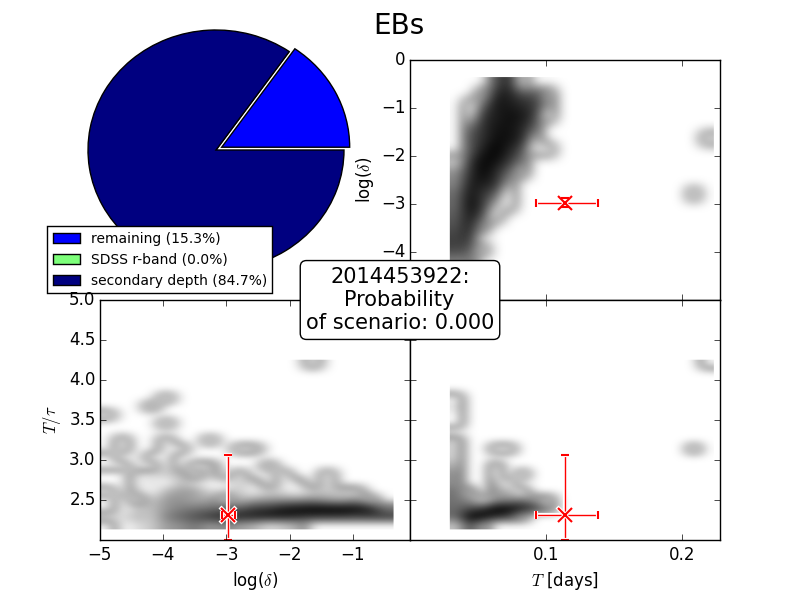 EBs
0
−1
−2
−3
−4
log(δ)
remaining (15.3%)
SDSS r-band (0.0%)
secondary depth (84.7%)
2014453922:
Probability
of scenario: 0.000
5.0
4.5
4.0
3.5
3.0
2.5
T/τ
−5 −4 −3 −2 −1
log(δ)
0.1 0.2
T [days]